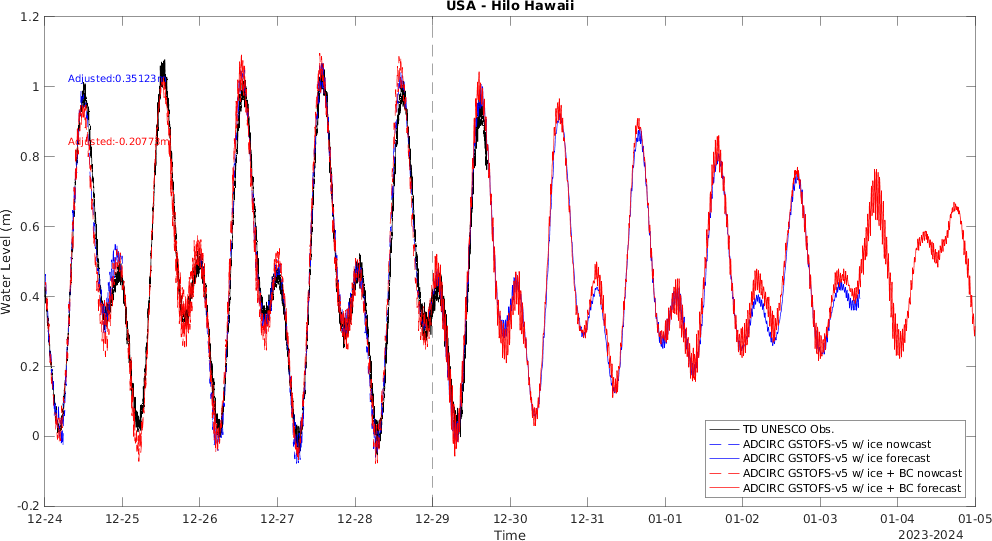 USA - Hilo Hawaii
1.2
1
0.8
0.6
0.4
0.2
0
-0.2
Water Level (m)
Adjusted:0.35123m
Adjusted:-0.20773m
TD UNESCO Obs.
ADCIRC GSTOFS-v5 w/ ice nowcast
ADCIRC GSTOFS-v5 w/ ice forecast
ADCIRC GSTOFS-v5 w/ ice + BC nowcast
ADCIRC GSTOFS-v5 w/ ice + BC forecast
12-24 12-25 12-26 12-27 12-28 12-29 12-30 12-31 01-01 01-02 01-03 01-04 01-05
Time
2023-2024